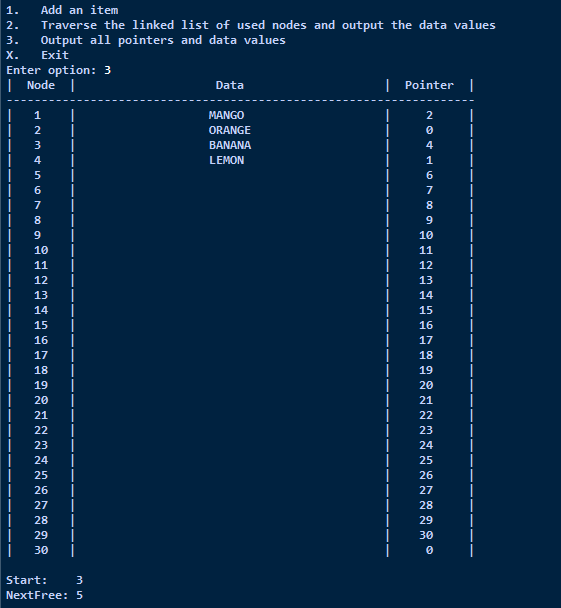 1. Add an item
2. Traverse the linked list of used nodes and output the data values
3. Output all pointers and data values
X. Exit
Enter option: 3
| Node | Data | Pointer |
-------------------------------------------------------------------
| 1 | MANGO | 2 |
| 2 | ORANGE | 0 |
| 3 | BANANA | 4 |
| 4 | LEMON | 1 |
| 5 | | 6 |
| 6 | | 7 |
| 7 | | 8 |
| 8 | | 9 |
| 9 | | 10 |
| 10 | | 11 |
| 11 | | 12 |
| 12 | | 13 |
| 13 | | 14 |
| 14 | | 15 |
| 15 | | 16 |
| 16 | | 17 |
| 17 | | 18 |
| 18 | | 19 |
| 19 | | 20 |
| 20 | | 21 |
| 21 | | 22 |
| 22 | | 23 |
| 23 | | 24 |
| 24 | | 25 |
| 25 | | 26 |
| 26 | | 27 |
| 27 | | 28 |
| 28 | | 29 |
| 29 | | 30 |
| 30 | | 0 |
Start: 3
NextFree: 5